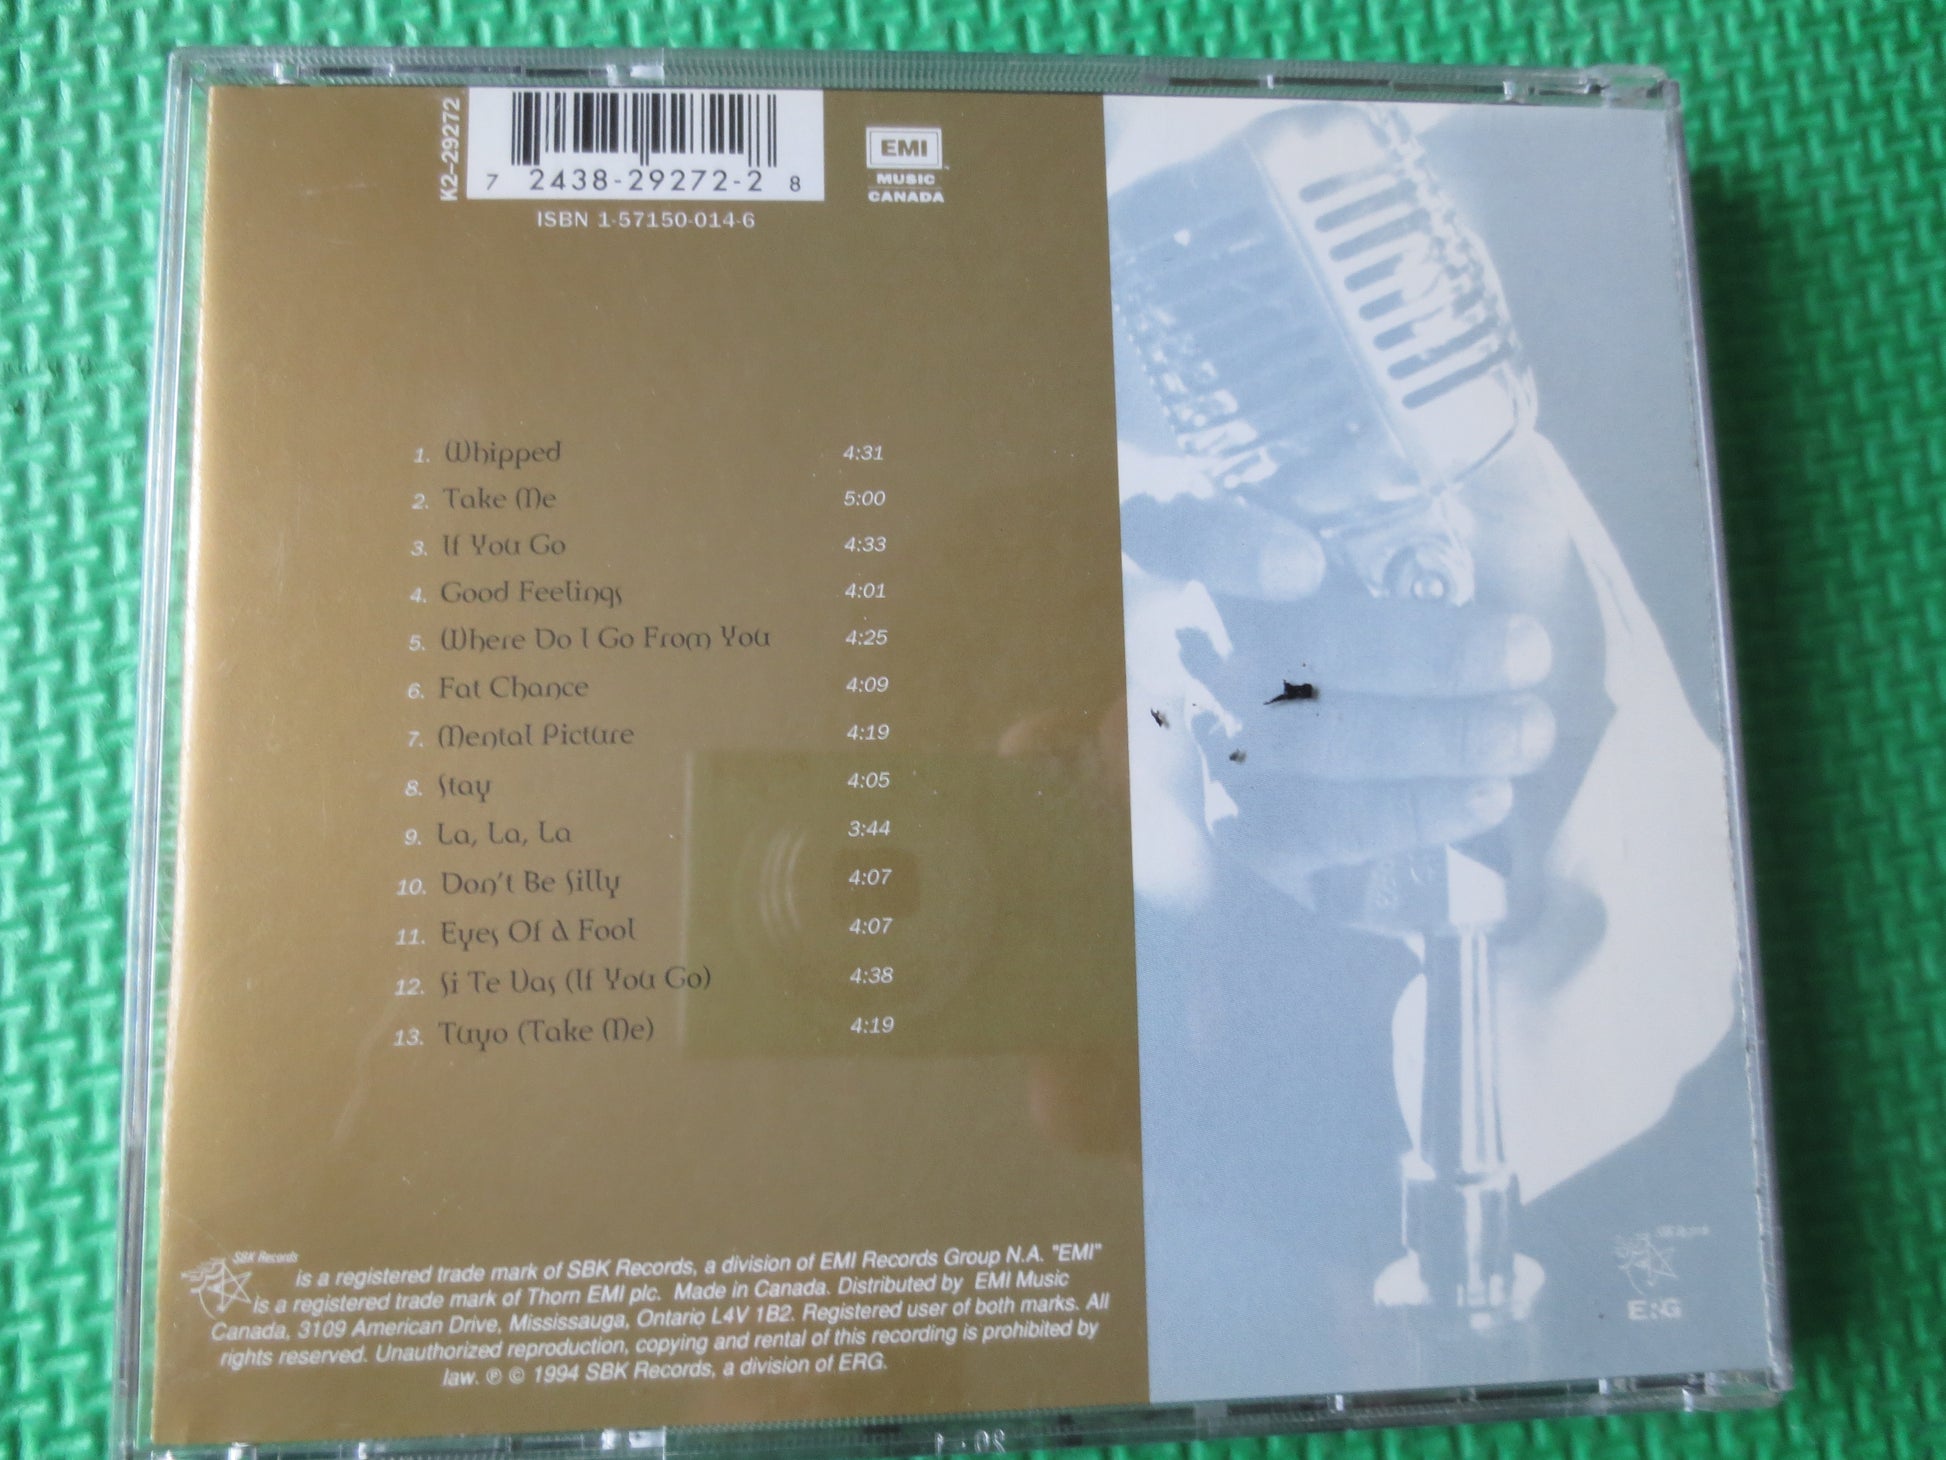 K2-29272
7 2438-29272-2 8
ISBN 1-57150-014-6
EMI
MUSIC
CANADA
1. Whipped 4:31
2. Take Me 5:00
3. If You Go 4:33
4. Good Feelings 4:01
5. Where Do I Go From You 4:25
6. Fat Chance 4:09
7. Mental Picture 4:19
8. Stay 4:05
9. La, La, La 3:44
10. Don't Be Silly 4:07
11. Eyes Of A Fool 4:07
12. Si Te Vas (If You Go) 4:38
13. Tuyo (Take Me) 4:19
SBK Records
is a registered trade mark of SBK Records, a division of EMI Records Group N.A. "EMI"
is a registered trade mark of Thorn EMI plc. Made in Canada. Distributed by EMI Music
Canada, 3109 American Drive, Mississauga, Ontario L4V 1B2. Registered user of both marks. All
rights reserved. Unauthorized reproduction, copying and rental of this recording is prohibited by
law. ℗ © 1994 SBK Records, a division of ERG.
SBK Records
ERG